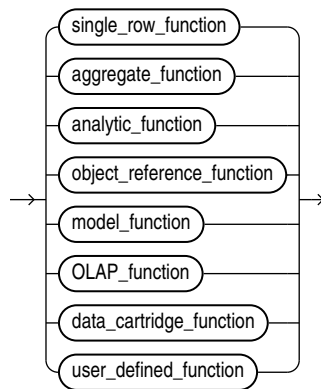 single_row_function
aggregate_function
analytic_function
object_reference_function
model_function
OLAP_function
data_cartridge_function
user_defined_function